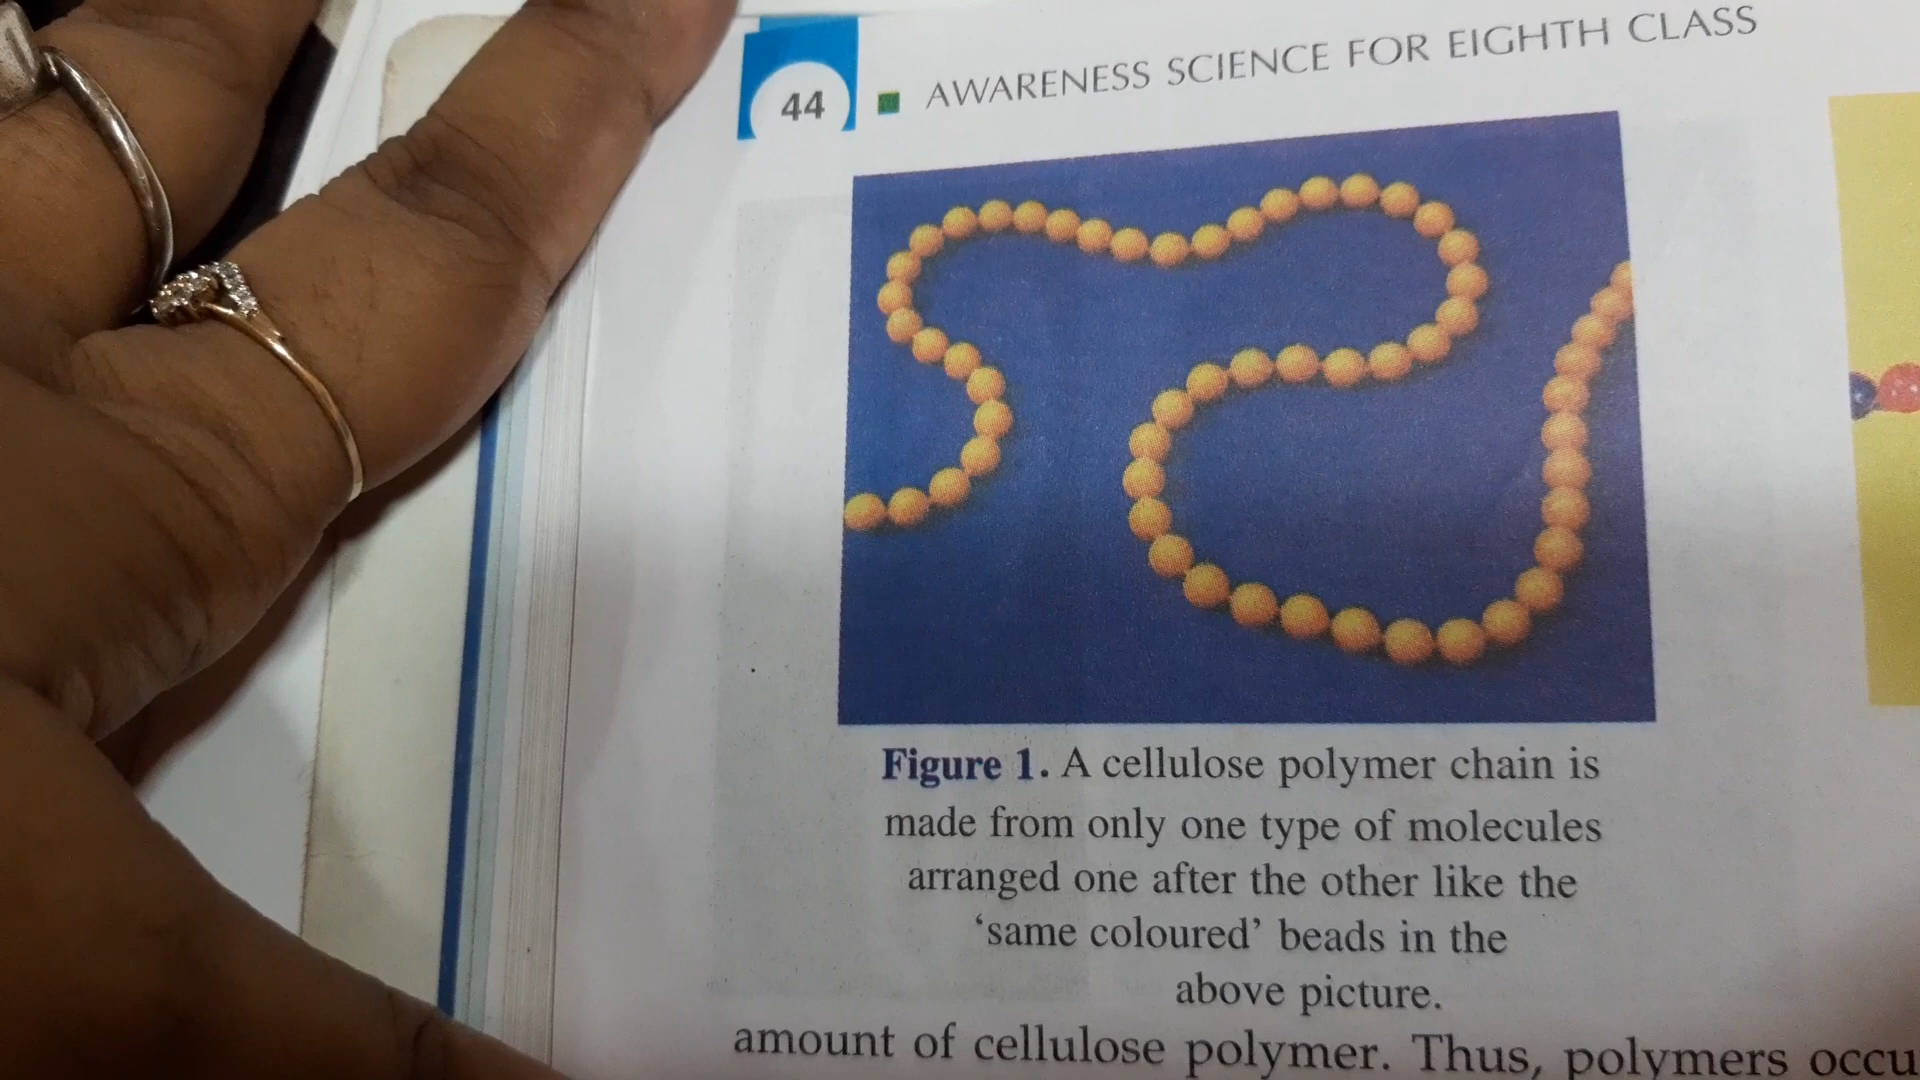 44 AWARENESS SCIENCE FOR EIGHTH CLASS
Figure 1. A cellulose polymer chain is
made from only one type of molecules
arranged one after the other like the
‘same coloured’ beads in the
above picture.
amount of cellulose polymer. Thus, polymers